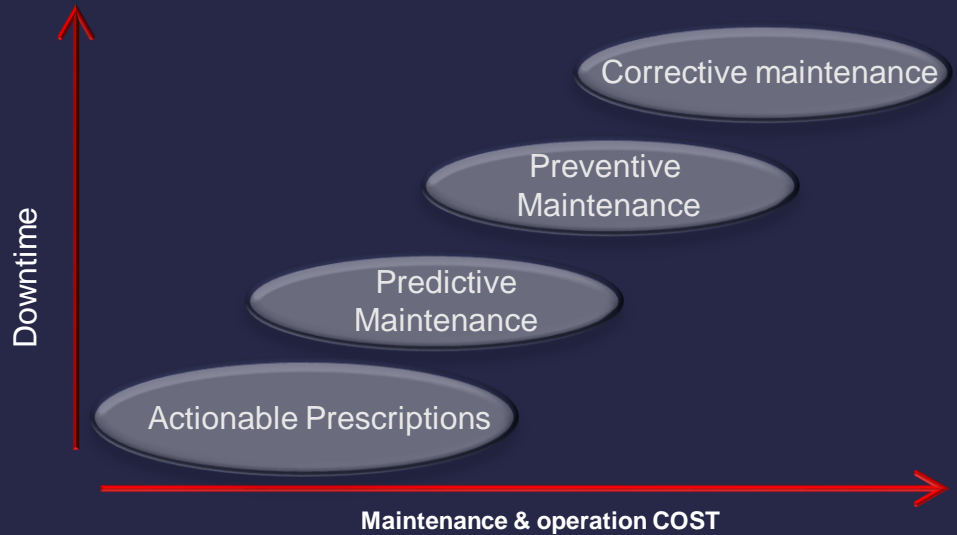 Corrective maintenance
Preventive
Maintenance
Predictive
Maintenance
Actionable Prescriptions
Downtime
Maintenance & operation COST